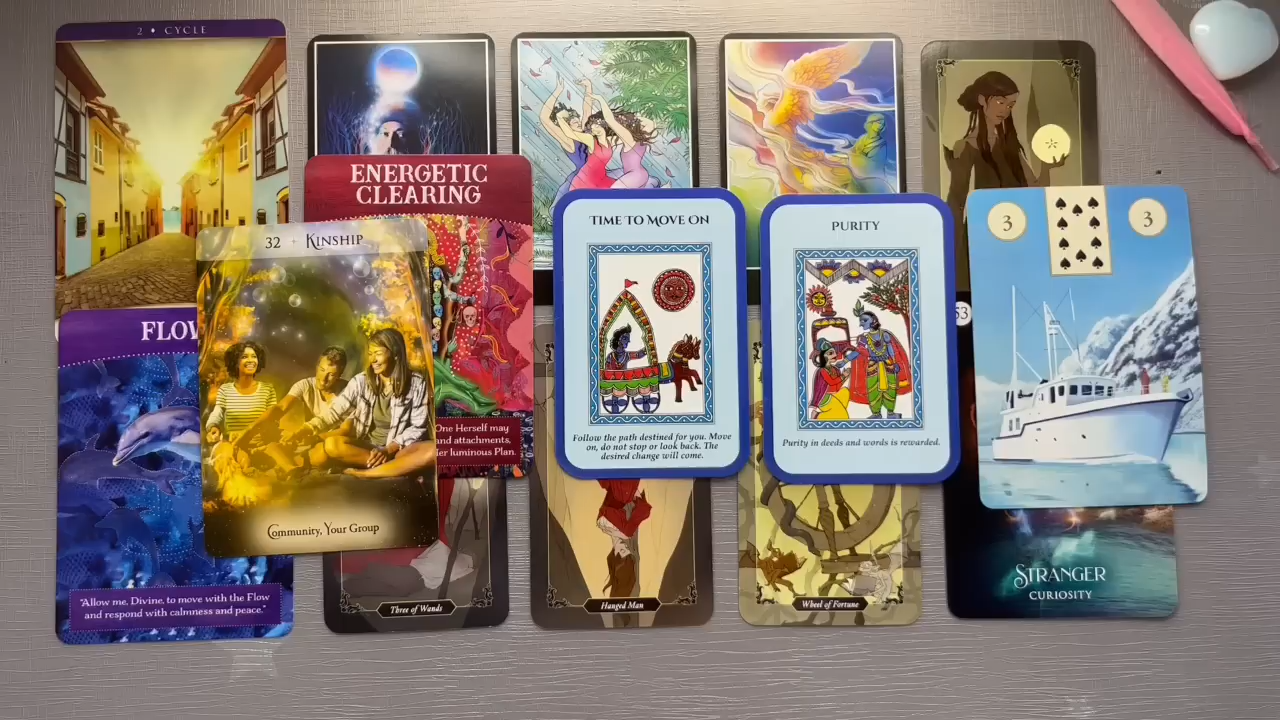 2 • CYCLE
ENERGETIC
CLEARING
32 + KINSHIP
TIME TO MOVE ON
PURITY
3
3
FLOW
One Herself may
and attachments,
Her luminous Plan.
Follow the path destined for you. Move
on, do not stop or look back. The
desired change will come.
Purity in deeds and words is rewarded.
53
Community, Your Group
"Allow me, Divine, to move with the Flow
and respond with calmness and peace."
Three of Wands
Hanged Man
Wheel of Fortune
STRANGER
CURIOSITY